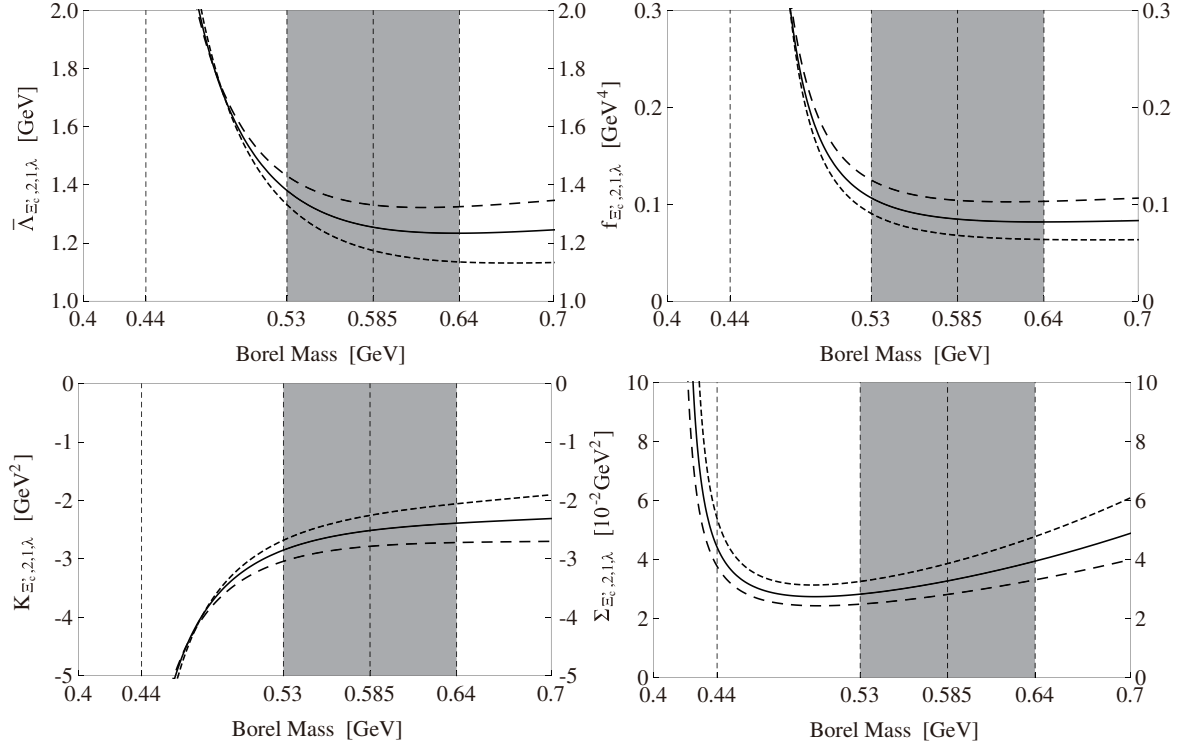 2.0 2.0 0.3 0.3
1.8 1.8
1.6 1.6 0.2 0.2
1.4 1.4
1.2 1.2 0.1 0.1
1.0 1.0 0 0
Λ̄Ξ'c,2,1,λ [GeV]
fΞ'c,2,1,λ [GeV4]
0.4 0.44 0.53 0.585 0.64 0.7 0.4 0.44 0.53 0.585 0.64 0.7
Borel Mass [GeV] Borel Mass [GeV]
0 0 10 10
-1 -1 8 8
-2 -2 6 6
-3 -3 4 4
-4 -4 2 2
-5 -5 0 0
KΞ'c,2,1,λ [GeV2]
ΣΞ'c,2,1,λ [10-2GeV2]
0.4 0.44 0.53 0.585 0.64 0.7 0.4 0.44 0.53 0.585 0.64 0.7
Borel Mass [GeV] Borel Mass [GeV]